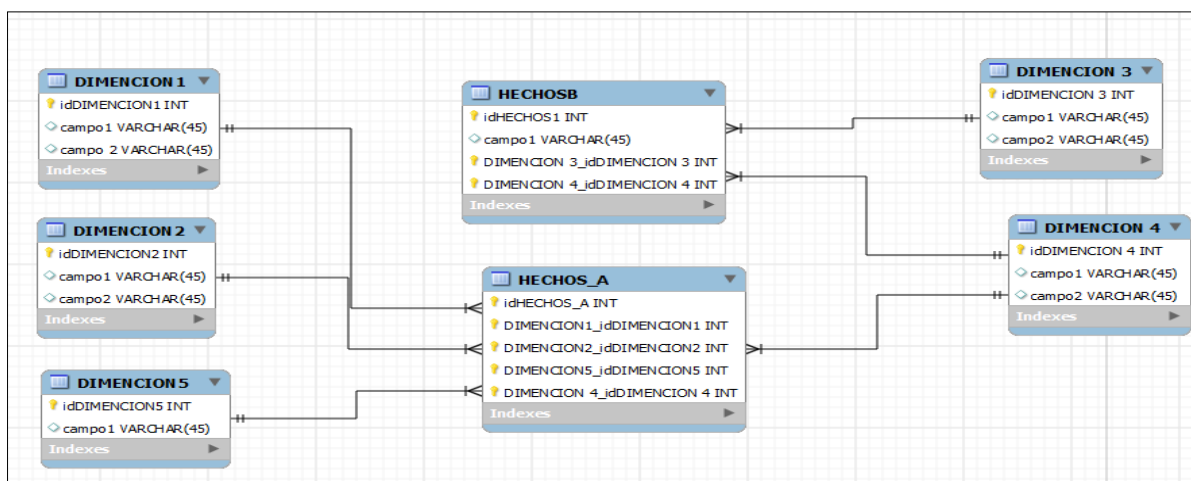 DIMENCION1
idDIMENCION1 INT
campo1 VARCHAR(45)
campo 2 VARCHAR(45)
Indexes
DIMENCION2
idDIMENCION2 INT
campo1 VARCHAR(45)
campo2 VARCHAR(45)
Indexes
DIMENCION5
idDIMENCION5 INT
campo1 VARCHAR(45)
Indexes
HECHOSB
idHECHOS1 INT
campo1 VARCHAR(45)
DIMENCION 3_idDIMENCION 3 INT
DIMENCION 4_idDIMENCION 4 INT
Indexes
HECHOS_A
idHECHOS_A INT
DIMENCION1_idDIMENCION1 INT
DIMENCION2_idDIMENCION2 INT
DIMENCION5_idDIMENCION5 INT
DIMENCION 4_idDIMENCION 4 INT
Indexes
DIMENCION 3
idDIMENCION 3 INT
campo1 VARCHAR(45)
campo2 VARCHAR(45)
Indexes
DIMENCION 4
idDIMENCION 4 INT
campo1 VARCHAR(45)
campo2 VARCHAR(45)
Indexes